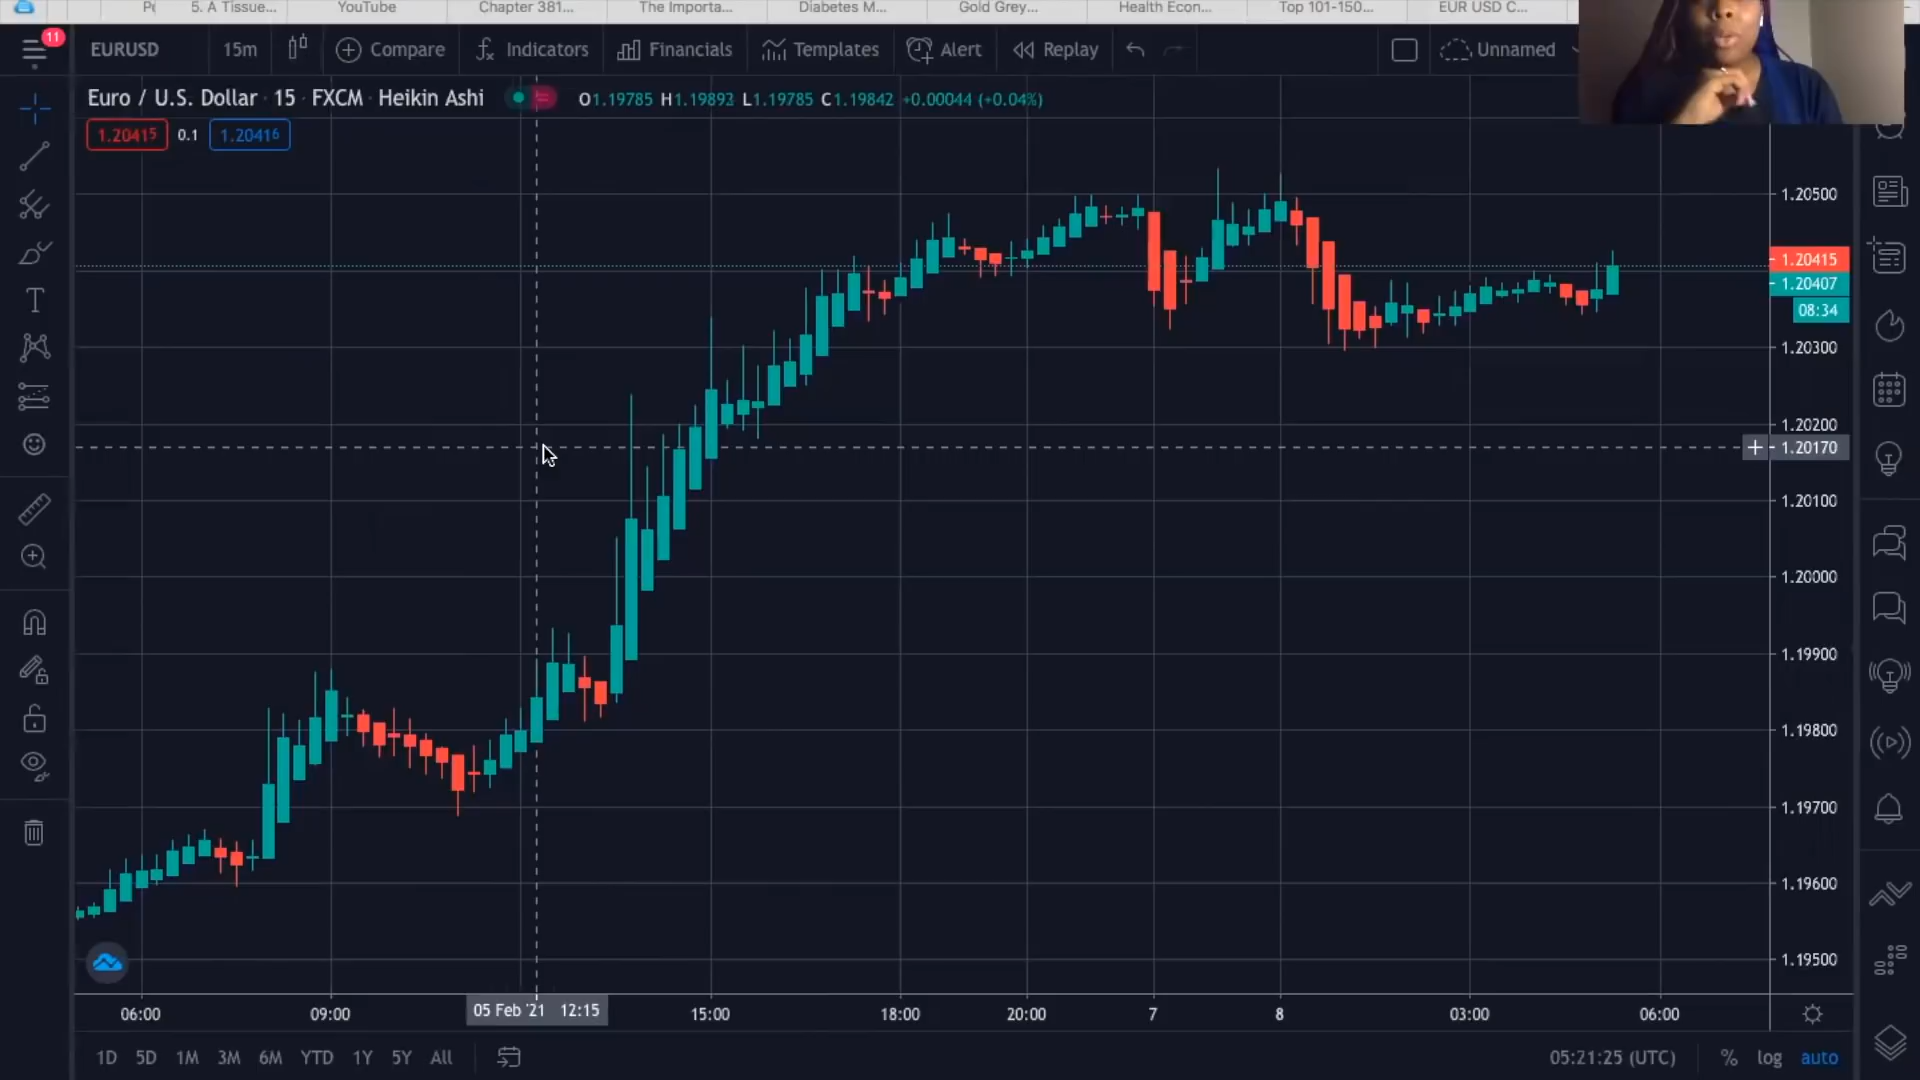 5. A Tissue...
YouTube
Chapter 381...
The Importa...
Diabetes M...
Gold Grey...
Health Econ...
Top 101-150...
EUR USD C...
11
EURUSD
15m
Compare
Indicators
Financials
Templates
Alert
Replay
Unnamed
Euro / U.S. Dollar · 15 · FXCM · Heikin Ashi
O1.19785 H1.19892 L1.19785 C1.19842 +0.00044 (+0.04%)
1.20415
0.1
1.20416
1.20500
1.20415
1.20407
08:34
1.20300
1.20200
1.20170
1.20100
1.20000
1.19900
1.19800
1.19700
1.19600
1.19500
06:00
09:00
05 Feb '21 12:15
15:00
18:00
20:00
7
8
03:00
06:00
1D
5D
1M
3M
6M
YTD
1Y
5Y
All
05:21:25 (UTC)
%
log
auto